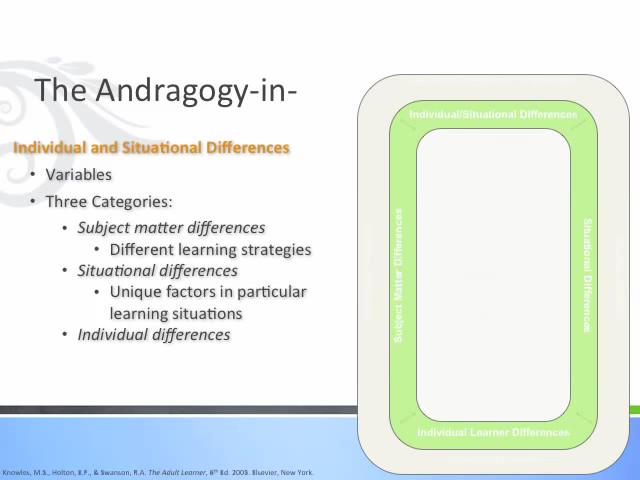 The Andragogy-in-
Individual and Situational Differences
• Variables
• Three Categories:
• Subject matter differences
• Different learning strategies
• Situational differences
• Unique factors in particular
learning situations
• Individual differences
Individual/Situational Differences
Subject Matter Differences
Situational Differences
Individual Learner Differences
Knowles, M.S., Holton, E.F., & Swanson, R.A. The Adult Learner, 6th Ed. 2005. Elsevier, New York.